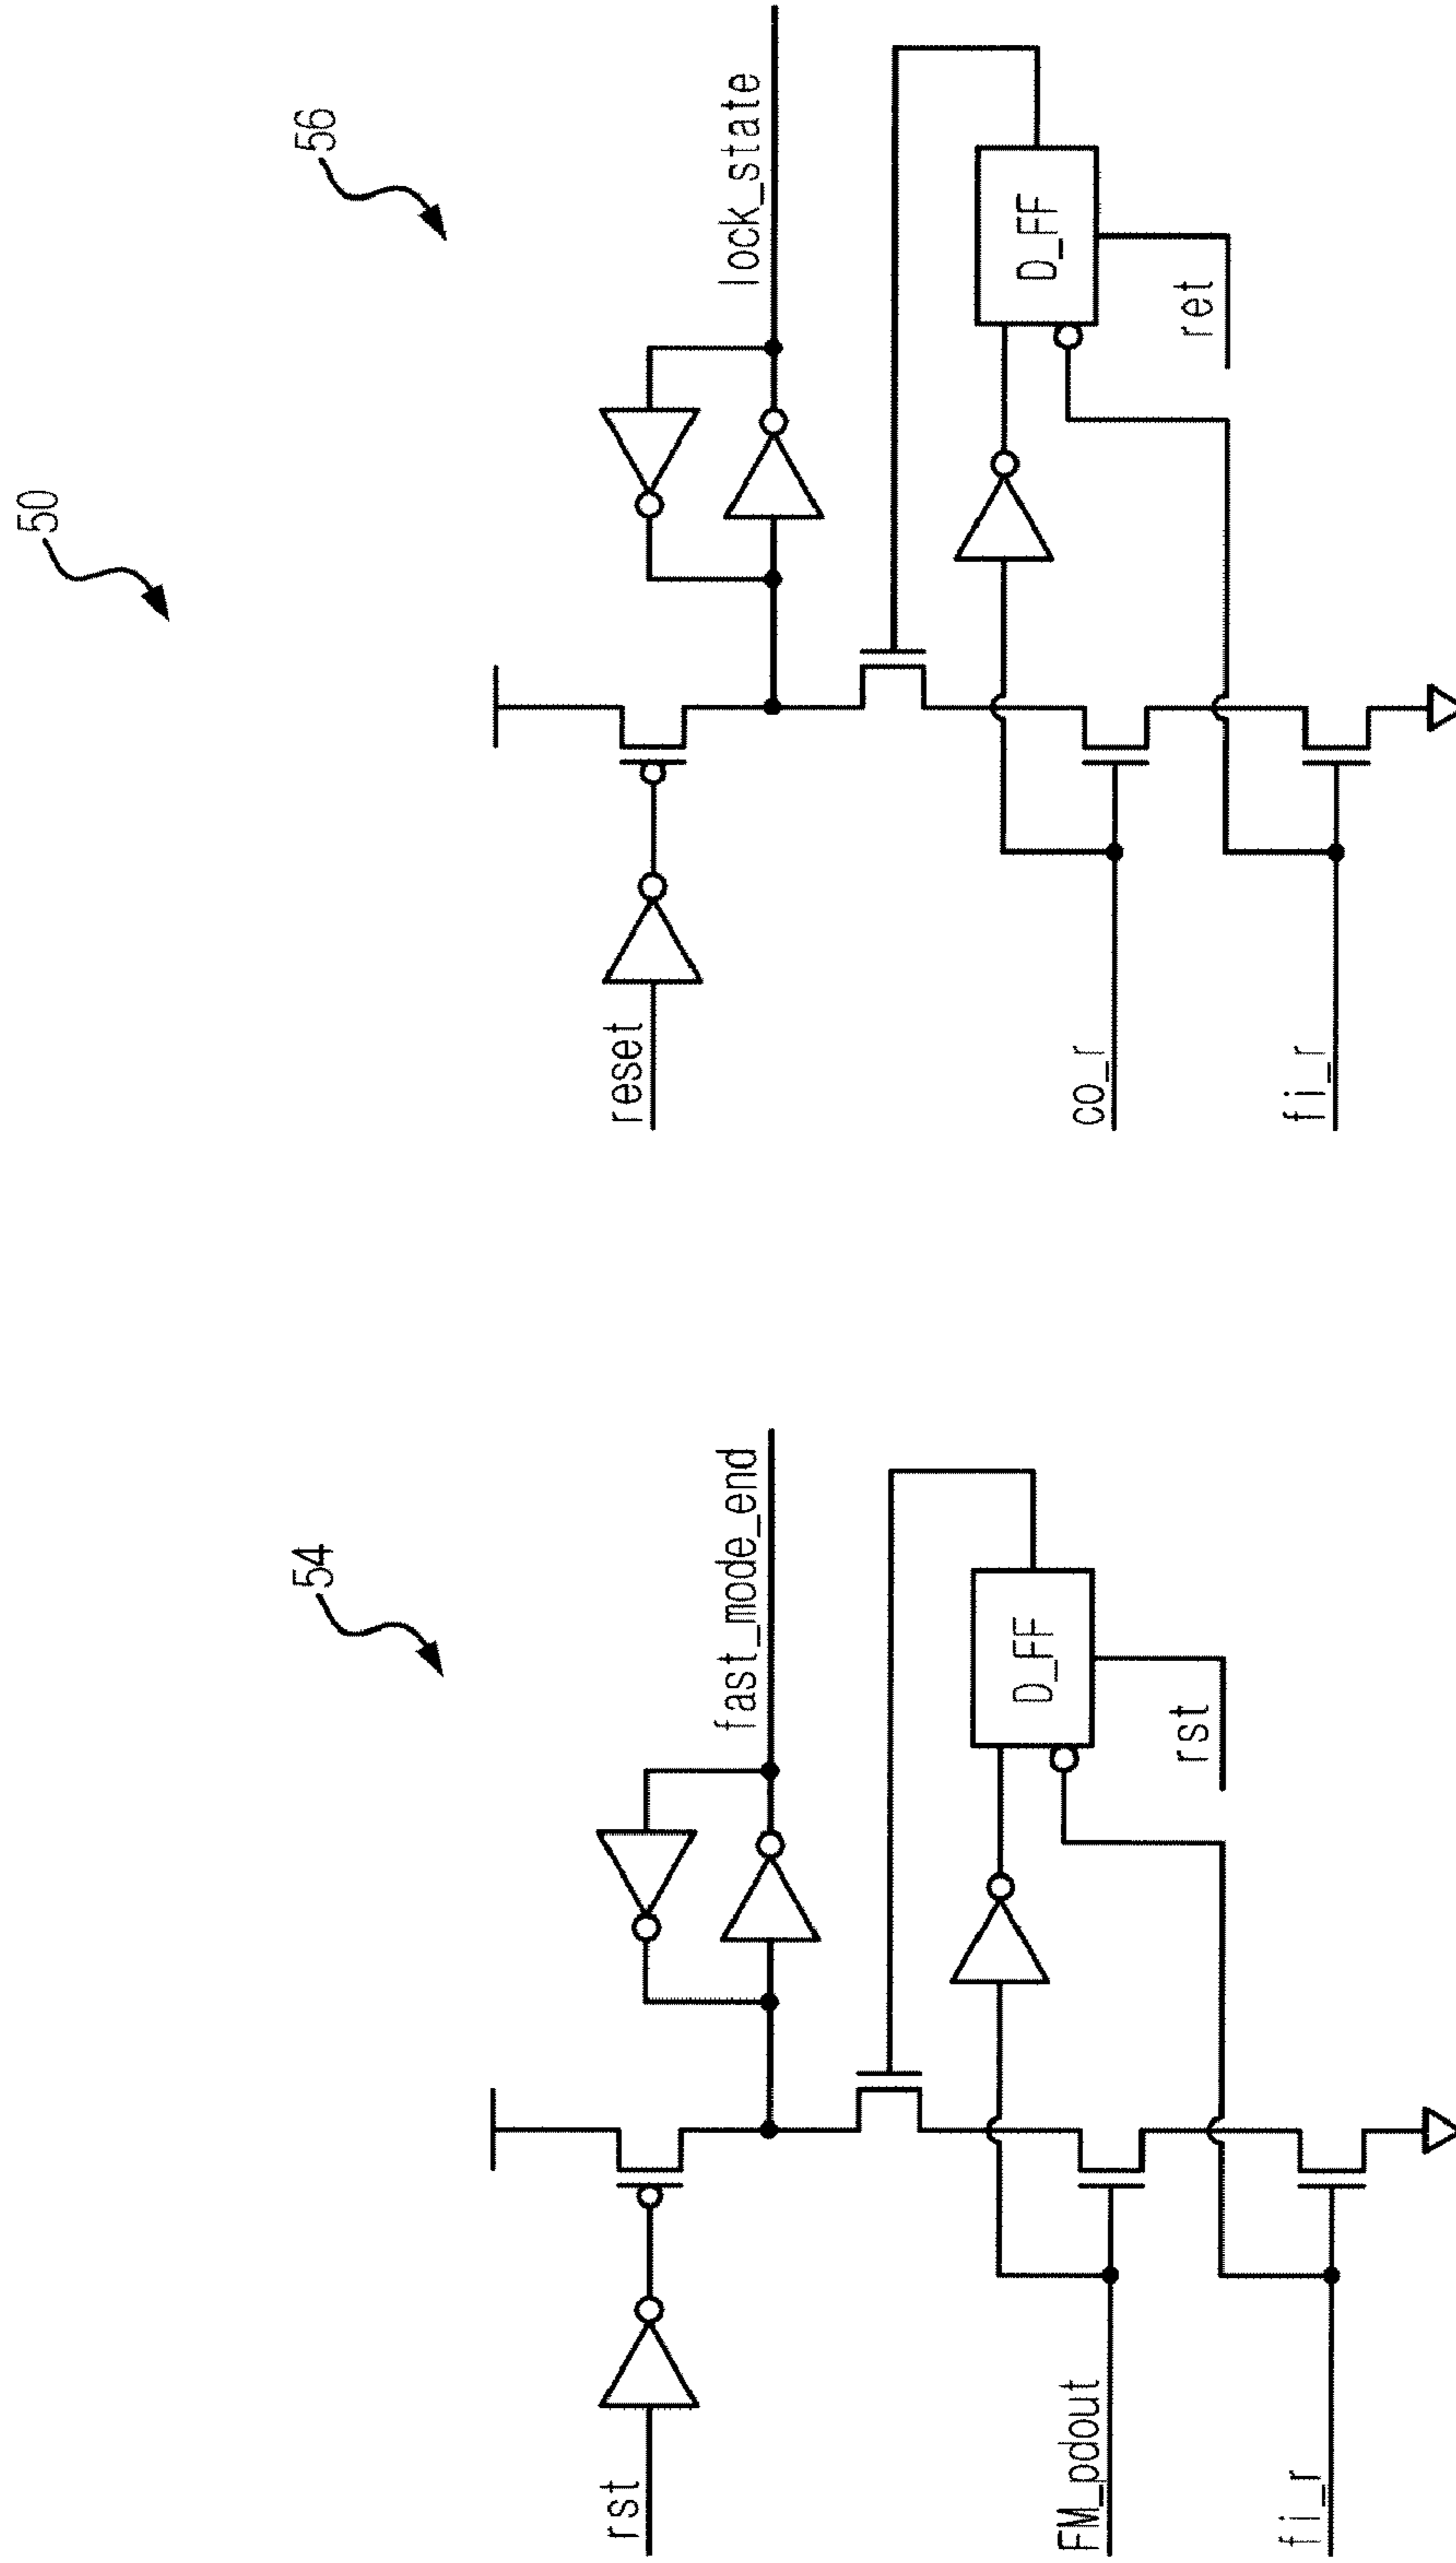 50
54
56
rst
fast_mode_end
FM_pdout
D_FF
rst
fi_r
reset
lock_state
co_r
D_FF
ret
fi_r